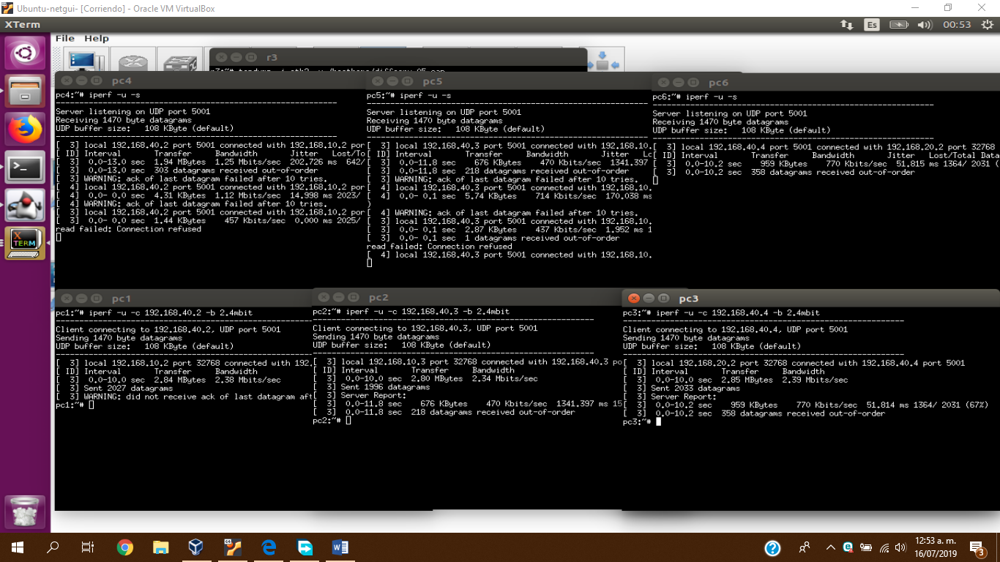 Ubuntu-netgui- [Corriendo] - Oracle VM VirtualBox
XTerm
Es
00:53
File Help
r3
pc4
pc4:~# iperf -u -s
------------------------------------------------------------
Server listening on UDP port 5001
Receiving 1470 byte datagrams
UDP buffer size:   108 KByte (default)
------------------------------------------------------------
[  3] local 192.168.40.2 port 5001 connected with 192.168.10.2 por
[ ID] Interval       Transfer     Bandwidth       Jitter   Lost/To
[  3]  0.0-13.0 sec  1.94 MBytes  1.25 Mbits/sec  202.726 ms  642/
[  3]  0.0-13.0 sec  303 datagrams received out-of-order
[  3] WARNING: ack of last datagram failed after 10 tries.
[  4] local 192.168.40.2 port 5001 connected with 192.168.10.2 por
[  4]  0.0- 0.0 sec  4.31 KBytes  1.12 Mbits/sec  14.998 ms 2023/
[  4] WARNING: ack of last datagram failed after 10 tries.
[  3] local 192.168.40.2 port 5001 connected with 192.168.10.2 por
[  3]  0.0- 0.0 sec  1.44 KBytes   457 Kbits/sec  0.000 ms 2025/
read failed: Connection refused
pc5
pc5:~# iperf -u -s
------------------------------------------------------------
Server listening on UDP port 5001
Receiving 1470 byte datagrams
UDP buffer size:   108 KByte (default)
------------------------------------------------------------
[  3] local 192.168.40.3 port 5001 connected with 192.168.10.
[ ID] Interval       Transfer     Bandwidth       Jitter   Lo
[  3]  0.0-11.8 sec   676 KBytes   470 Kbits/sec  1341.397
[  3]  0.0-11.8 sec  218 datagrams received out-of-order
[  3] WARNING: ack of last datagram failed after 10 tries.
[  4] local 192.168.40.3 port 5001 connected with 192.168.10.
[  4]  0.0- 0.1 sec  5.74 KBytes   714 Kbits/sec  170.038 ms
)
[  4] WARNING: ack of last datagram failed after 10 tries.
[  3] local 192.168.40.3 port 5001 connected with 192.168.10.
[  3]  0.0- 0.1 sec  2.87 KBytes   437 Kbits/sec  1.952 ms 1
[  3]  0.0- 0.1 sec  1 datagrams received out-of-order
read failed: Connection refused
[  4] local 192.168.40.3 port 5001 connected with 192.168.10.
pc6
pc6:~# iperf -u -s
------------------------------------------------------------
Server listening on UDP port 5001
Receiving 1470 byte datagrams
UDP buffer size:   108 KByte (default)
------------------------------------------------------------
[  3] local 192.168.40.4 port 5001 connected with 192.168.20.2 port 32768
[ ID] Interval       Transfer     Bandwidth       Jitter   Lost/Total Data
[  3]  0.0-10.2 sec   959 KBytes   770 Kbits/sec  51.815 ms 1364/ 2031 (
[  3]  0.0-10.2 sec  358 datagrams received out-of-order
pc1
pc1:~# iperf -u -c 192.168.40.2 -b 2.4mbit
------------------------------------------------------------
Client connecting to 192.168.40.2, UDP port 5001
Sending 1470 byte datagrams
UDP buffer size:   108 KByte (default)
------------------------------------------------------------
[  3] local 192.168.10.2 port 32768 connected with 192.
[ ID] Interval       Transfer     Bandwidth
[  3]  0.0-10.0 sec  2.84 MBytes  2.38 Mbits/sec
[  3] Sent 2027 datagrams
[  3] WARNING: did not receive ack of last datagram aft
pc1:~#
pc2
pc2:~# iperf -u -c 192.168.40.3 -b 2.4mbit
------------------------------------------------------------
Client connecting to 192.168.40.3, UDP port 5001
Sending 1470 byte datagrams
UDP buffer size:   108 KByte (default)
------------------------------------------------------------
[  3] local 192.168.10.3 port 32768 connected with 192.168.40.3 po
[ ID] Interval       Transfer     Bandwidth
[  3]  0.0-10.0 sec  2.80 MBytes  2.34 Mbits/sec
[  3] Sent 1996 datagrams
[  3] Server Report:
[  3]  0.0-11.8 sec   676 KBytes   470 Kbits/sec  1341.397 ms 15
[  3]  0.0-11.8 sec  218 datagrams received out-of-order
pc2:~#
pc3
pc3:~# iperf -u -c 192.168.40.4 -b 2.4mbit
------------------------------------------------------------
Client connecting to 192.168.40.4, UDP port 5001
Sending 1470 byte datagrams
UDP buffer size:   108 KByte (default)
------------------------------------------------------------
[  3] local 192.168.20.2 port 32768 connected with 192.168.40.4 port 5001
[ ID] Interval       Transfer     Bandwidth
[  3]  0.0-10.0 sec  2.85 MBytes  2.39 Mbits/sec
[  3] Sent 2033 datagrams
[  3] Server Report:
[  3]  0.0-10.2 sec   959 KBytes   770 Kbits/sec  51.814 ms 1364/ 2031 (67%)
[  3]  0.0-10.2 sec  358 datagrams received out-of-order
pc3:~#
X TERM
12:53 a. m.
16/07/2019
3